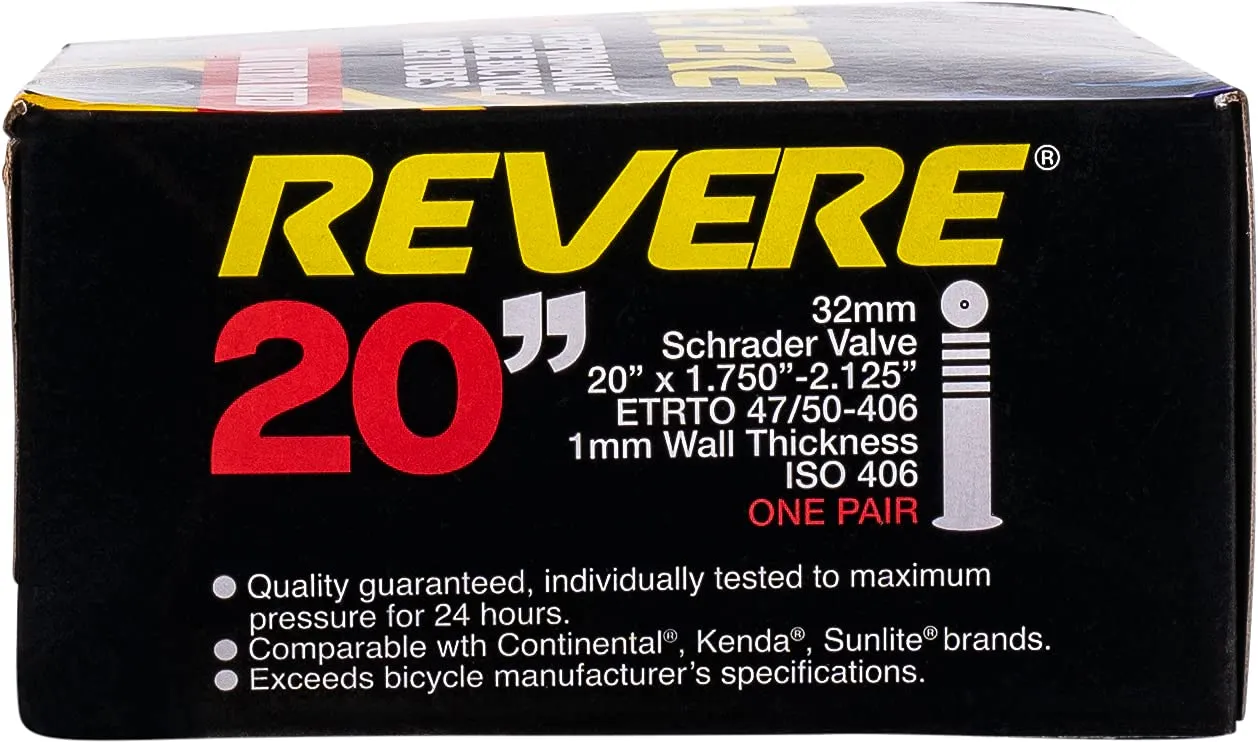 REVERE
REVERE®
20”
32mm
Schrader Valve
20” x 1.750”-2.125”
ETRTO 47/50-406
1mm Wall Thickness
ISO 406
ONE PAIR
Quality guaranteed, individually tested to maximum
pressure for 24 hours.
Comparable wth Continental®, Kenda®, Sunlite® brands.
Exceeds bicycle manufacturer’s specifications.